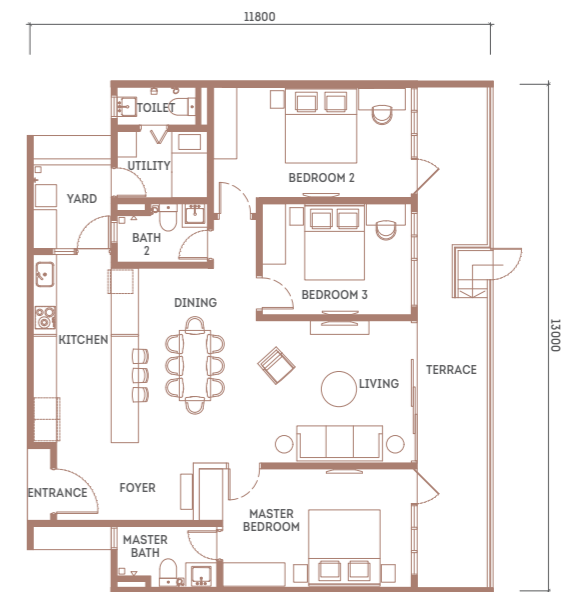 11800
TOILET
UTILITY
BEDROOM 2
YARD
BATH
2
BEDROOM 3
DINING
13000
KITCHEN
TERRACE
LIVING
ENTRANCE
FOYER
MASTER
BEDROOM
MASTER
BATH